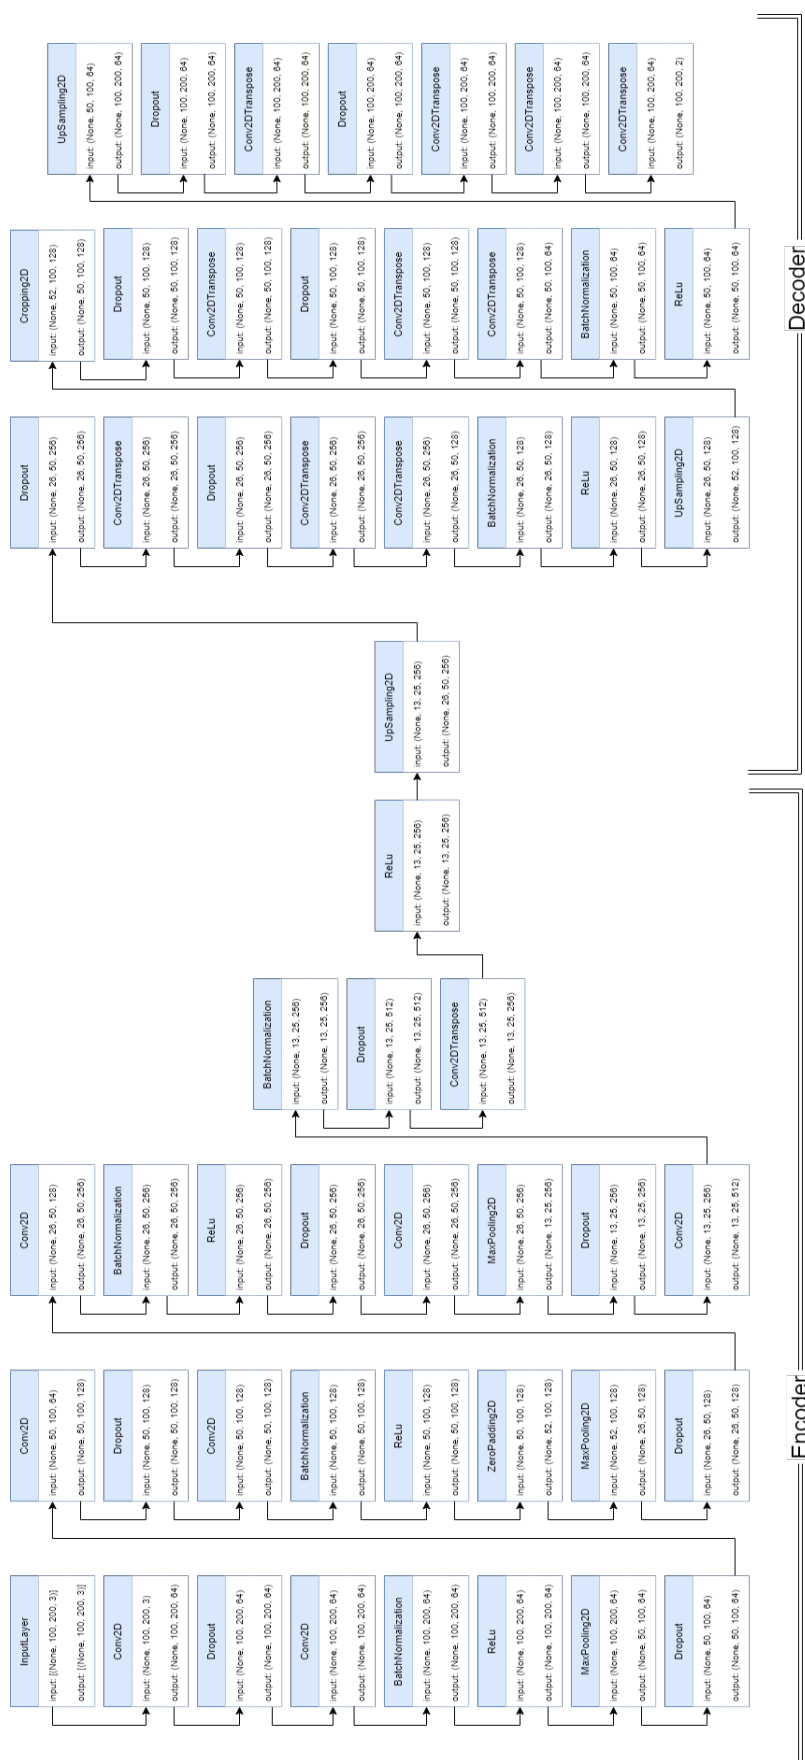 InputLayer
input: [(None, 100, 200, 3)]
output: [(None, 100, 200, 3)]
Conv2D
input: (None, 100, 200, 3)
output: (None, 100, 200, 64)
Dropout
input: (None, 100, 200, 64)
output: (None, 100, 200, 64)
Conv2D
input: (None, 100, 200, 64)
output: (None, 100, 200, 64)
BatchNormalization
input: (None, 100, 200, 64)
output: (None, 100, 200, 64)
ReLu
input: (None, 100, 200, 64)
output: (None, 100, 200, 64)
MaxPooling2D
input: (None, 100, 200, 64)
output: (None, 50, 100, 64)
Dropout
input: (None, 50, 100, 64)
output: (None, 50, 100, 64)
Conv2D
input: (None, 50, 100, 64)
output: (None, 50, 100, 128)
Dropout
input: (None, 50, 100, 128)
output: (None, 50, 100, 128)
Conv2D
input: (None, 50, 100, 128)
output: (None, 50, 100, 128)
BatchNormalization
input: (None, 50, 100, 128)
output: (None, 50, 100, 128)
ReLu
input: (None, 50, 100, 128)
output: (None, 50, 100, 128)
ZeroPadding2D
input: (None, 50, 100, 128)
output: (None, 52, 100, 128)
MaxPooling2D
input: (None, 52, 100, 128)
output: (None, 26, 50, 128)
Dropout
input: (None, 26, 50, 128)
output: (None, 26, 50, 128)
Conv2D
input: (None, 26, 50, 128)
output: (None, 26, 50, 256)
BatchNormalization
input: (None, 26, 50, 256)
output: (None, 26, 50, 256)
ReLu
input: (None, 26, 50, 256)
output: (None, 26, 50, 256)
Dropout
input: (None, 26, 50, 256)
output: (None, 26, 50, 256)
Conv2D
input: (None, 26, 50, 256)
output: (None, 26, 50, 256)
MaxPooling2D
input: (None, 26, 50, 256)
output: (None, 13, 25, 256)
Dropout
input: (None, 13, 25, 256)
output: (None, 13, 25, 256)
Conv2D
input: (None, 13, 25, 256)
output: (None, 13, 25, 512)
BatchNormalization
input: (None, 13, 25, 256)
output: (None, 13, 25, 256)
Dropout
input: (None, 13, 25, 512)
output: (None, 13, 25, 512)
Conv2DTranspose
input: (None, 13, 25, 512)
output: (None, 13, 25, 256)
ReLu
input: (None, 13, 25, 256)
output: (None, 13, 25, 256)
Encoder
UpSampling2D
input: (None, 13, 25, 256)
output: (None, 26, 50, 256)
Dropout
input: (None, 26, 50, 256)
output: (None, 26, 50, 256)
Conv2DTranspose
input: (None, 26, 50, 256)
output: (None, 26, 50, 256)
Dropout
input: (None, 26, 50, 256)
output: (None, 26, 50, 256)
Conv2DTranspose
input: (None, 26, 50, 256)
output: (None, 26, 50, 256)
Conv2DTranspose
input: (None, 26, 50, 256)
output: (None, 26, 50, 128)
BatchNormalization
input: (None, 26, 50, 128)
output: (None, 26, 50, 128)
ReLu
input: (None, 26, 50, 128)
output: (None, 26, 50, 128)
UpSampling2D
input: (None, 26, 50, 128)
output: (None, 52, 100, 128)
Cropping2D
input: (None, 52, 100, 128)
output: (None, 50, 100, 128)
Dropout
input: (None, 50, 100, 128)
output: (None, 50, 100, 128)
Conv2DTranspose
input: (None, 50, 100, 128)
output: (None, 50, 100, 128)
Dropout
input: (None, 50, 100, 128)
output: (None, 50, 100, 128)
Conv2DTranspose
input: (None, 50, 100, 128)
output: (None, 50, 100, 128)
Conv2DTranspose
input: (None, 50, 100, 128)
output: (None, 50, 100, 64)
BatchNormalization
input: (None, 50, 100, 64)
output: (None, 50, 100, 64)
ReLu
input: (None, 50, 100, 64)
output: (None, 50, 100, 64)
UpSampling2D
input: (None, 50, 100, 64)
output: (None, 100, 200, 64)
Dropout
input: (None, 100, 200, 64)
output: (None, 100, 200, 64)
Conv2DTranspose
input: (None, 100, 200, 64)
output: (None, 100, 200, 64)
Dropout
input: (None, 100, 200, 64)
output: (None, 100, 200, 64)
Conv2DTranspose
input: (None, 100, 200, 64)
output: (None, 100, 200, 64)
Conv2DTranspose
input: (None, 100, 200, 64)
output: (None, 100, 200, 64)
Conv2DTranspose
input: (None, 100, 200, 64)
output: (None, 100, 200, 2)
Decoder